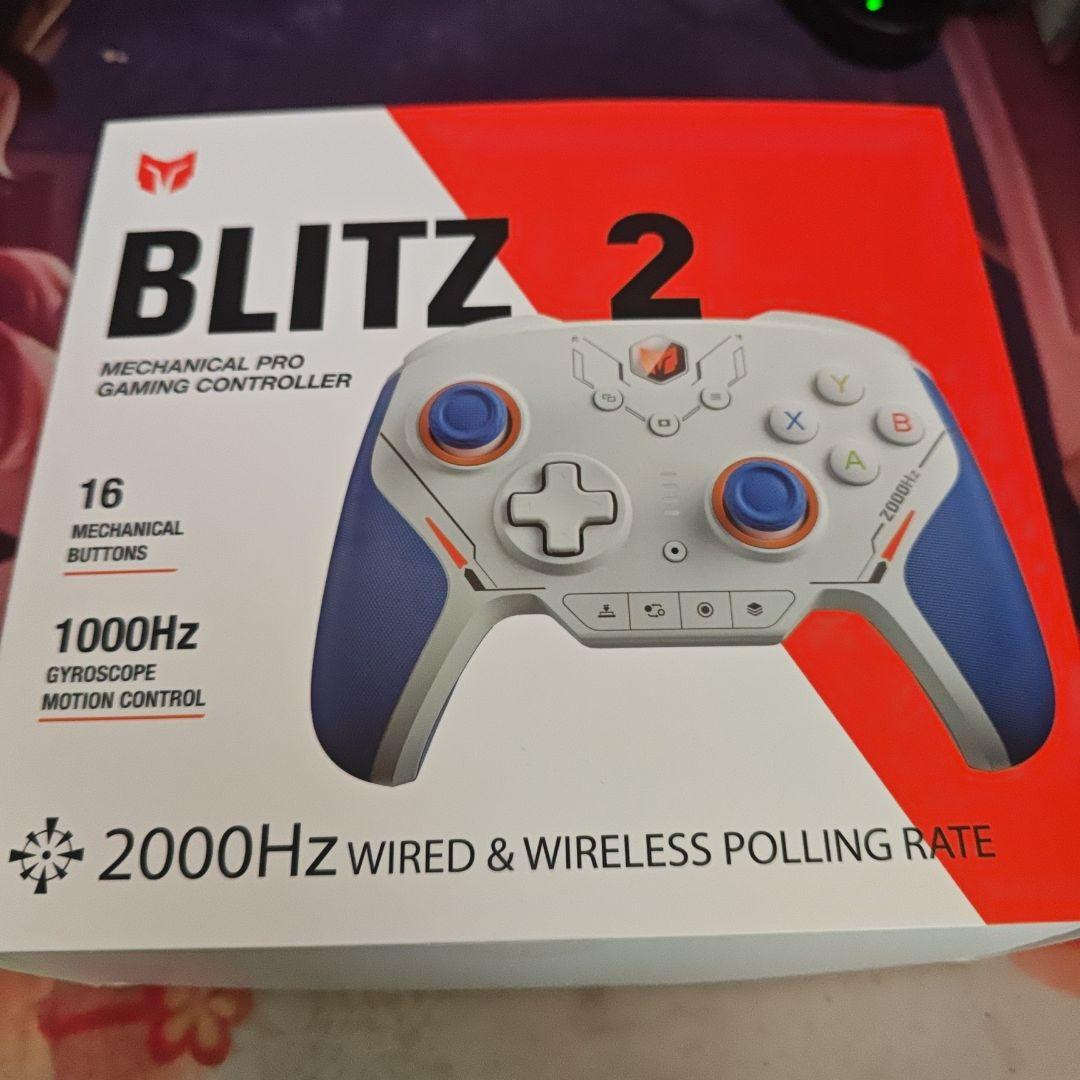 BLITZ 2
MECHANICAL PRO
GAMING CONTROLLER
16
MECHANICAL
BUTTONS
1000Hz
GYROSCOPE
MOTION CONTROL
Y
X
B
A
2000Hz
2000Hz WIRED & WIRELESS POLLING RATE